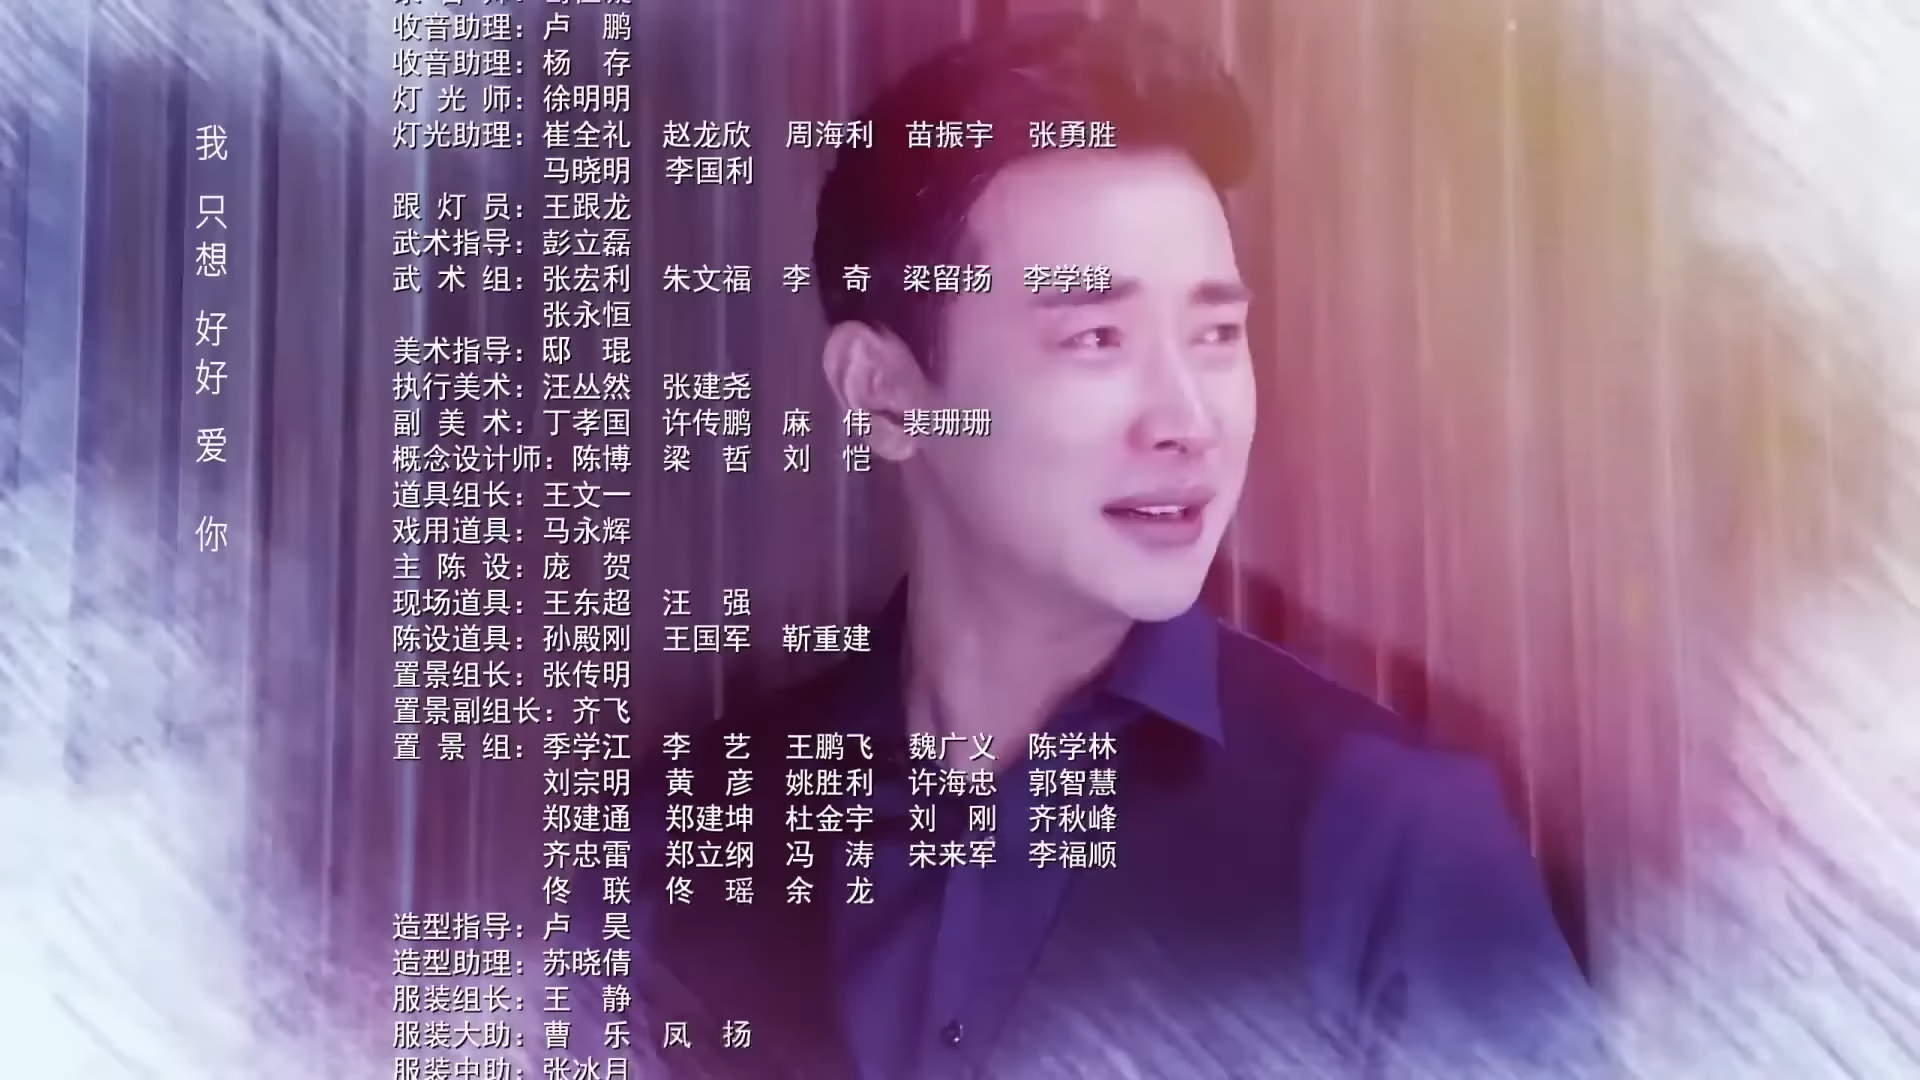 收音助理：卢 鹏
收音助理：杨 存
灯 光 师：徐明明
灯光助理：崔全礼 赵龙欣 周海利 苗振宇 张勇胜
马晓明 李国利
跟 灯 员：王跟龙
武术指导：彭立磊
武 术 组：张宏利 朱文福 李 奇 梁留扬 李学锋
张永恒
美术指导：邸 琨
执行美术：汪丛然 张建尧
副 美 术：丁孝国 许传鹏 麻 伟 裴珊珊
概念设计师：陈博 梁 哲 刘 恺
道具组长：王文一
戏用道具：马永辉
主 陈 设：庞 贺
现场道具：王东超 汪 强
陈设道具：孙殿刚 王国军 靳重建
置景组长：张传明
置景副组长：齐飞
置 景 组：季学江 李 艺 王鹏飞 魏广义 陈学林
刘宗明 黄 彦 姚胜利 许海忠 郭智慧
郑建通 郑建坤 杜金宇 刘 刚 齐秋峰
齐忠雷 郑立纲 冯 涛 宋来军 李福顺
佟 联 佟 瑶 余 龙
造型指导：卢 昊
造型助理：苏晓倩
服装组长：王 静
服装大助：曹 乐 凤 扬
服装中助：张冰月
我 只想 好好 爱 你